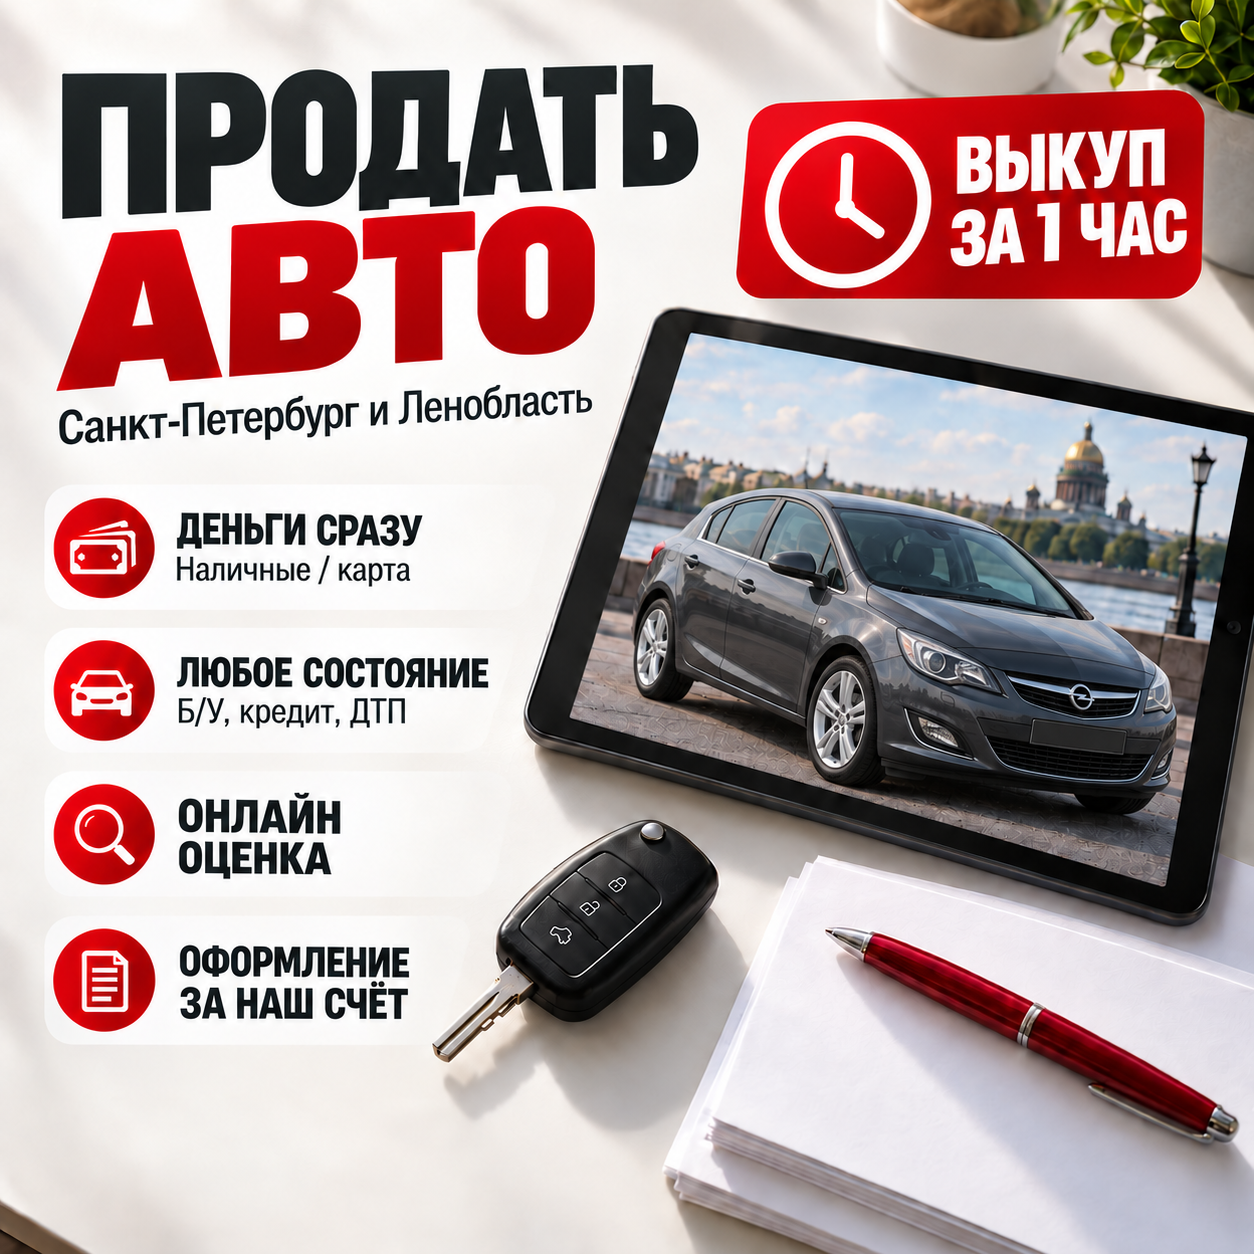 ПРОДАТЬ
АВТО
Санкт-Петербург и Ленобласть
ВЫКУП
ЗА 1 ЧАС
ДЕНЬГИ СРАЗУ
Наличные / карта
ЛЮБОЕ СОСТОЯНИЕ
Б/У, кредит, ДТП
ОНЛАЙН
ОЦЕНКА
ОФОРМЛЕНИЕ
ЗА НАШ СЧЁТ